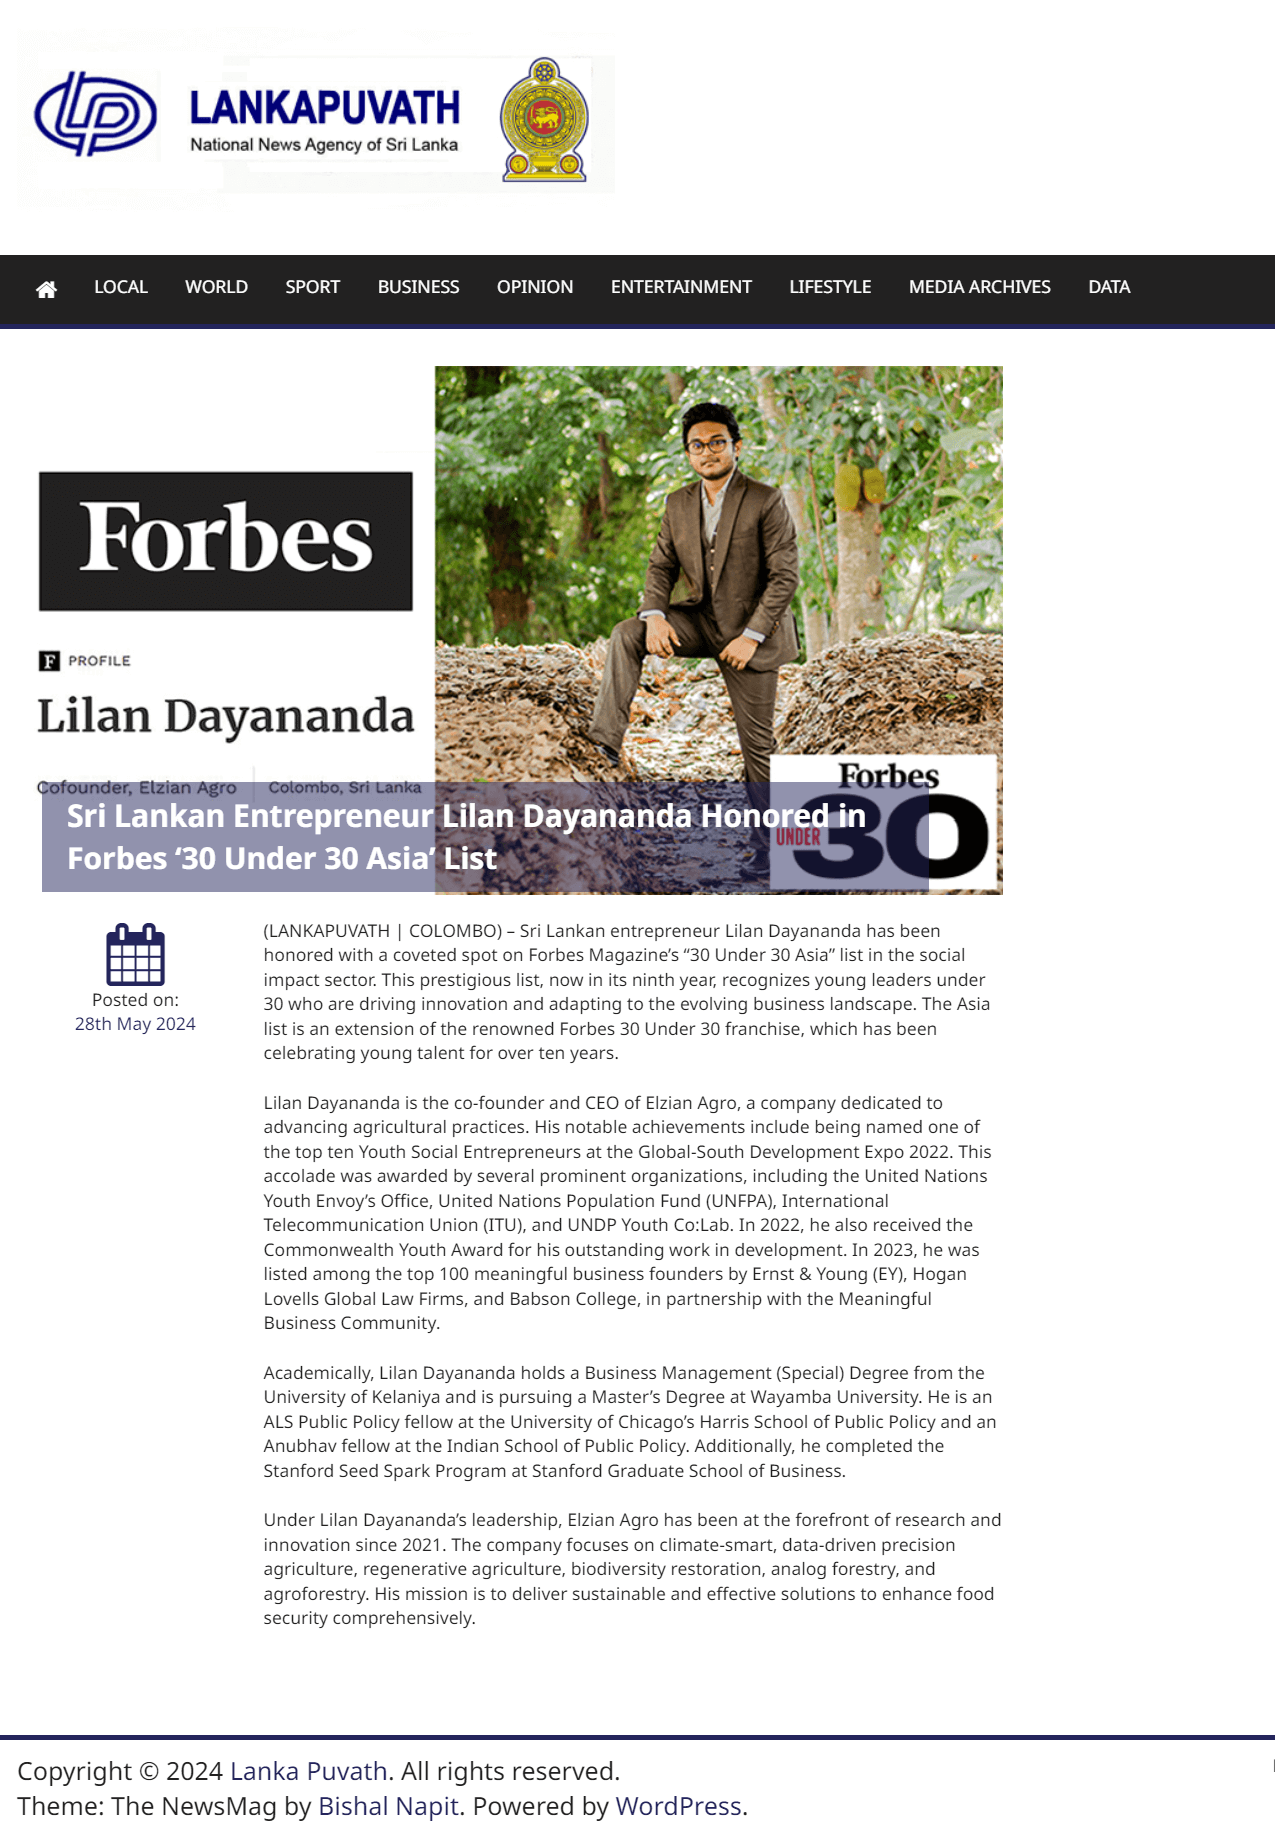 LP
LANKAPUVATH
National News Agency of Sri Lanka
LOCAL WORLD SPORT BUSINESS OPINION ENTERTAINMENT LIFESTYLE MEDIA ARCHIVES DATA
Forbes
F PROFILE
Lilan Dayananda
Cofounder, Elzian Agro Colombo, Sri Lanka
Forbes
UNDER 30
Sri Lankan Entrepreneur Lilan Dayananda Honored in
Forbes ‘30 Under 30 Asia’ List
Posted on:
28th May 2024
(LANKAPUVATH | COLOMBO) – Sri Lankan entrepreneur Lilan Dayananda has been
honored with a coveted spot on Forbes Magazine’s “30 Under 30 Asia” list in the social
impact sector. This prestigious list, now in its ninth year, recognizes young leaders under
30 who are driving innovation and adapting to the evolving business landscape. The Asia
list is an extension of the renowned Forbes 30 Under 30 franchise, which has been
celebrating young talent for over ten years.
Lilan Dayananda is the co-founder and CEO of Elzian Agro, a company dedicated to
advancing agricultural practices. His notable achievements include being named one of
the top ten Youth Social Entrepreneurs at the Global-South Development Expo 2022. This
accolade was awarded by several prominent organizations, including the United Nations
Youth Envoy’s Office, United Nations Population Fund (UNFPA), International
Telecommunication Union (ITU), and UNDP Youth Co:Lab. In 2022, he also received the
Commonwealth Youth Award for his outstanding work in development. In 2023, he was
listed among the top 100 meaningful business founders by Ernst & Young (EY), Hogan
Lovells Global Law Firms, and Babson College, in partnership with the Meaningful
Business Community.
Academically, Lilan Dayananda holds a Business Management (Special) Degree from the
University of Kelaniya and is pursuing a Master’s Degree at Wayamba University. He is an
ALS Public Policy fellow at the University of Chicago’s Harris School of Public Policy and an
Anubhav fellow at the Indian School of Public Policy. Additionally, he completed the
Stanford Seed Spark Program at Stanford Graduate School of Business.
Under Lilan Dayananda’s leadership, Elzian Agro has been at the forefront of research and
innovation since 2021. The company focuses on climate-smart, data-driven precision
agriculture, regenerative agriculture, biodiversity restoration, analog forestry, and
agroforestry. His mission is to deliver sustainable and effective solutions to enhance food
security comprehensively.
Copyright © 2024 Lanka Puvath. All rights reserved.
Theme: The NewsMag by Bishal Napit. Powered by WordPress.